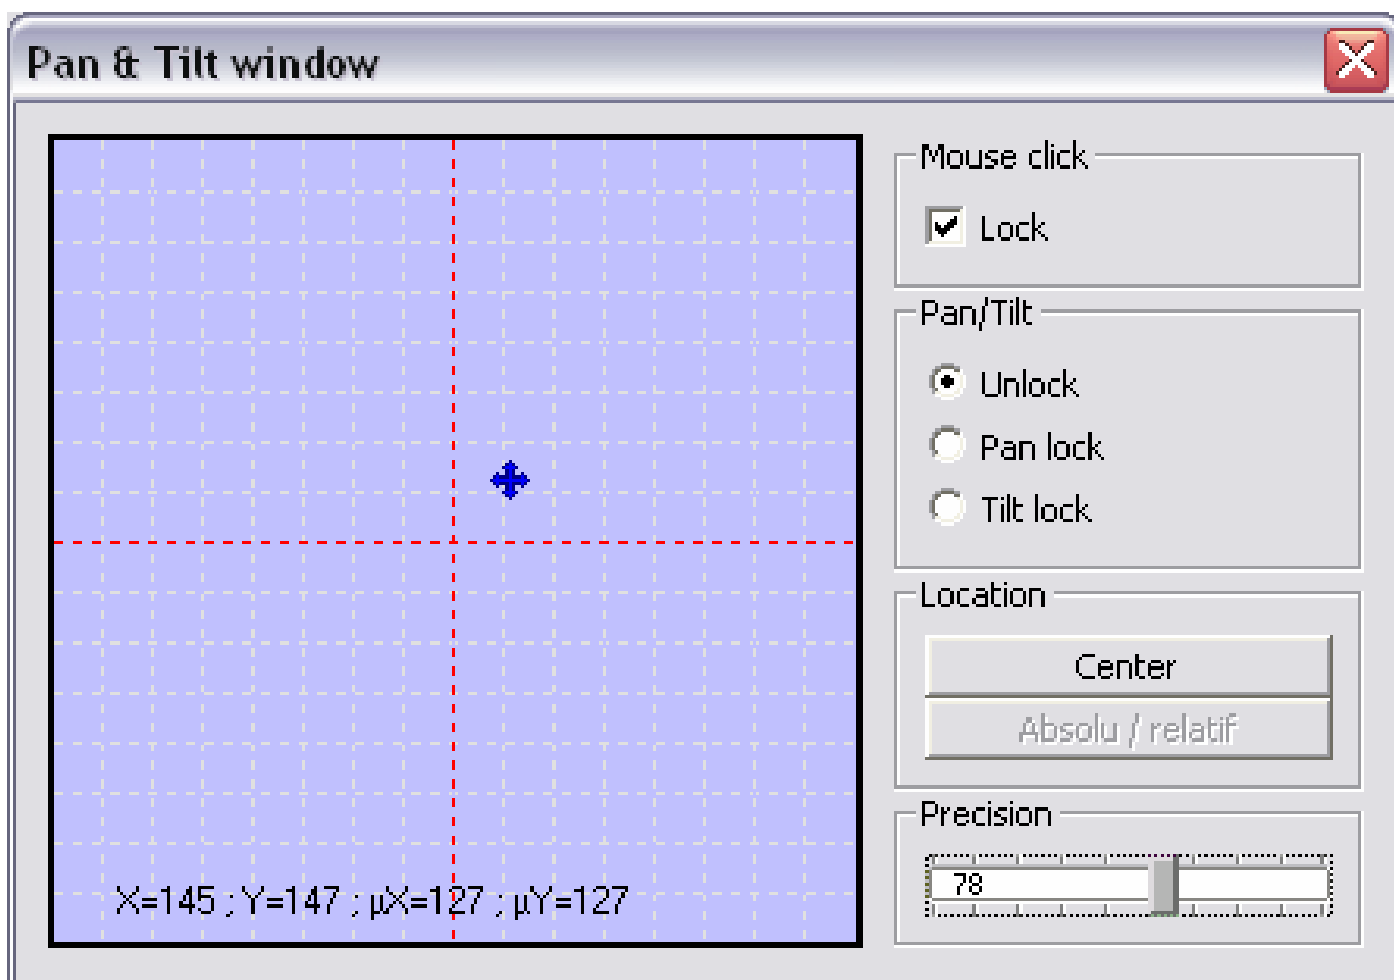 Pan & Tilt window
Mouse click
Lock
Pan/Tilt
Unlock
Pan lock
Tilt lock
Location
Center
Absolu / relatif
Precision
78
X=145 ; Y=147 ; µX=127 ; µY=127